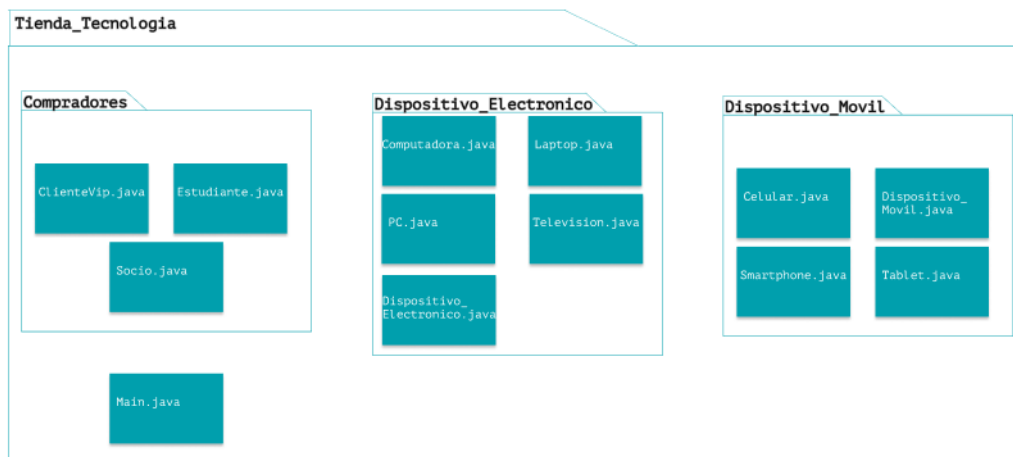 Tienda_Tecnologia
Compradores
ClienteVip.java
Estudiante.java
Socio.java
Dispositivo_Electronico
Computadora.java
Laptop.java
PC.java
Television.java
Dispositivo_
Electronico.java
Dispositivo_Movil
Celular.java
Dispositivo_
Movil.java
Smartphone.java
Tablet.java
Main.java